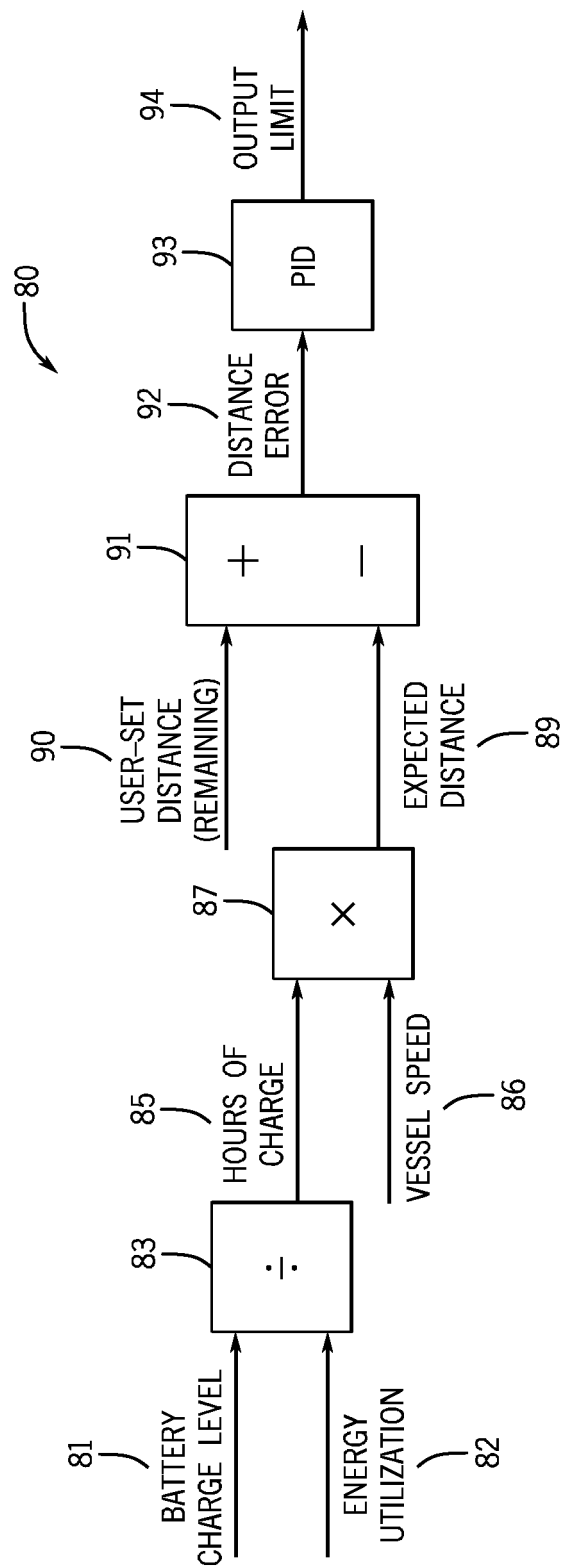 80
81
BATTERY
CHARGE LEVEL
ENERGY
UTILIZATION
82
83
÷
85
HOURS OF
CHARGE
VESSEL SPEED
86
87
×
90
USER–SET
DISTANCE
(REMAINING)
EXPECTED
DISTANCE
89
91
+
−
92
DISTANCE
ERROR
93
PID
94
OUTPUT
LIMIT